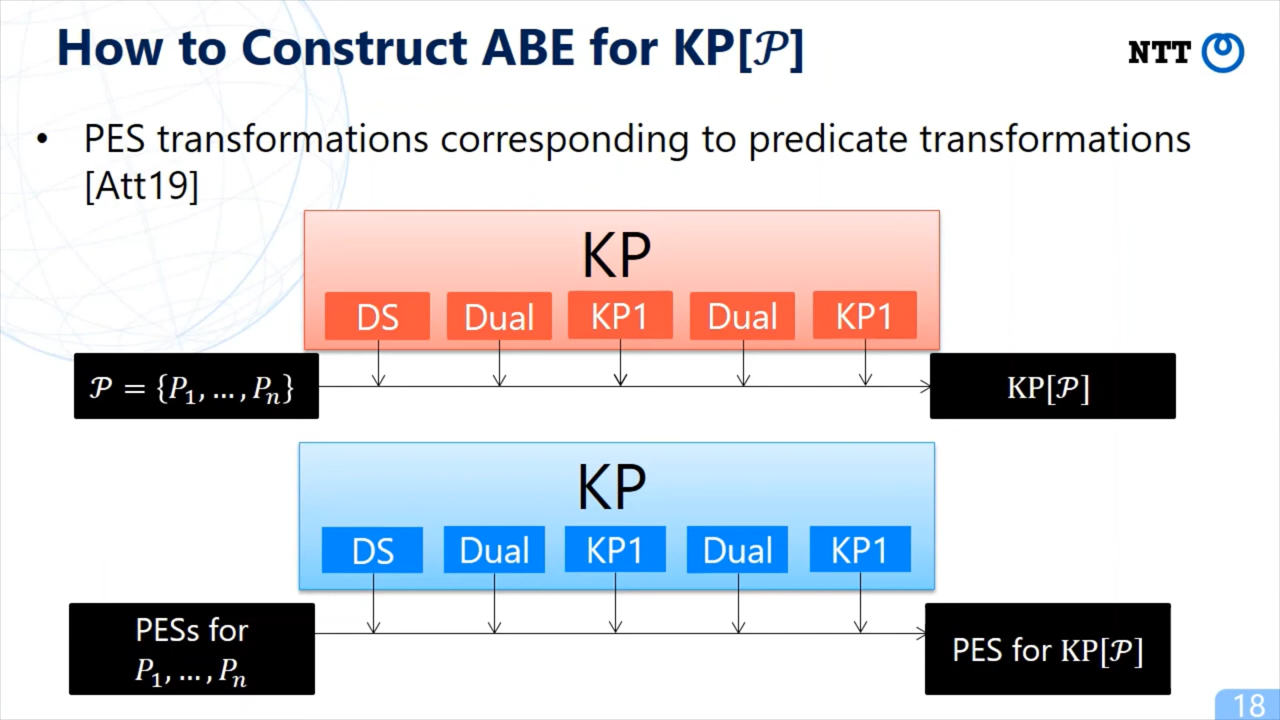 How to Construct ABE for KP[𝒫]
NTT
• PES transformations corresponding to predicate transformations
[Att19]
KP
DS Dual KP1 Dual KP1
𝒫 = {P₁, …, Pₙ}
KP[𝒫]
KP
DS Dual KP1 Dual KP1
PESs for
P₁, …, Pₙ
PES for KP[𝒫]
18